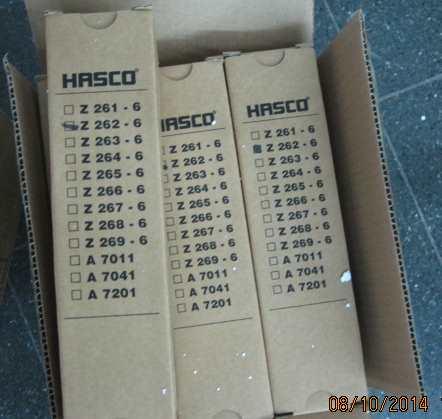 HASCO®
Z 261 - 6
Z 262 - 6
Z 263 - 6
Z 264 - 6
Z 265 - 6
Z 266 - 6
Z 267 - 6
Z 268 - 6
Z 269 - 6
A 7011
A 7041
A 7201
HASCO®
Z 261 - 6
Z 262 - 6
Z 263 - 6
Z 264 - 6
Z 265 - 6
Z 266 - 6
Z 267 - 6
Z 268 - 6
Z 269 - 6
A 7011
A 7041
A 7201
HASCO®
Z 261 - 6
Z 262 - 6
Z 263 - 6
Z 264 - 6
Z 265 - 6
Z 266 - 6
Z 267 - 6
Z 268 - 6
Z 269 - 6
A 7011
A 7041
A 7201
08/10/2014